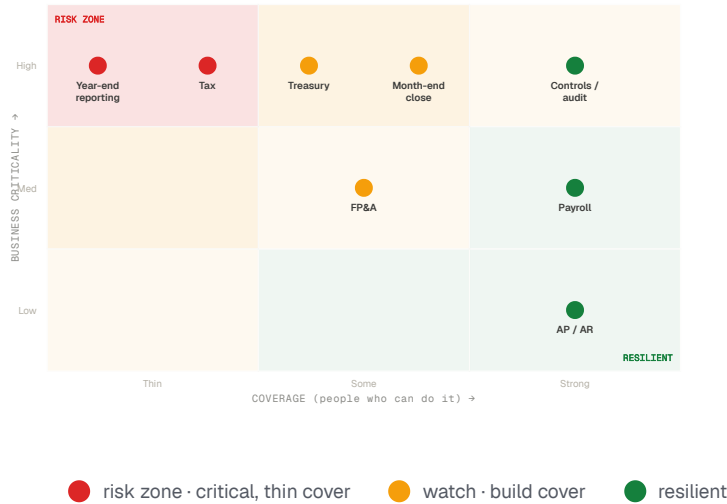 RISK ZONE
High
Year-end
reporting
Tax
Treasury
Month-end
close
Controls /
audit
BUSINESS CRITICALITY →
Med
FP&A
Payroll
Low
AP / AR
RESILIENT
Thin
Some
Strong
COVERAGE (people who can do it) →
risk zone · critical, thin cover
watch · build cover
resilient